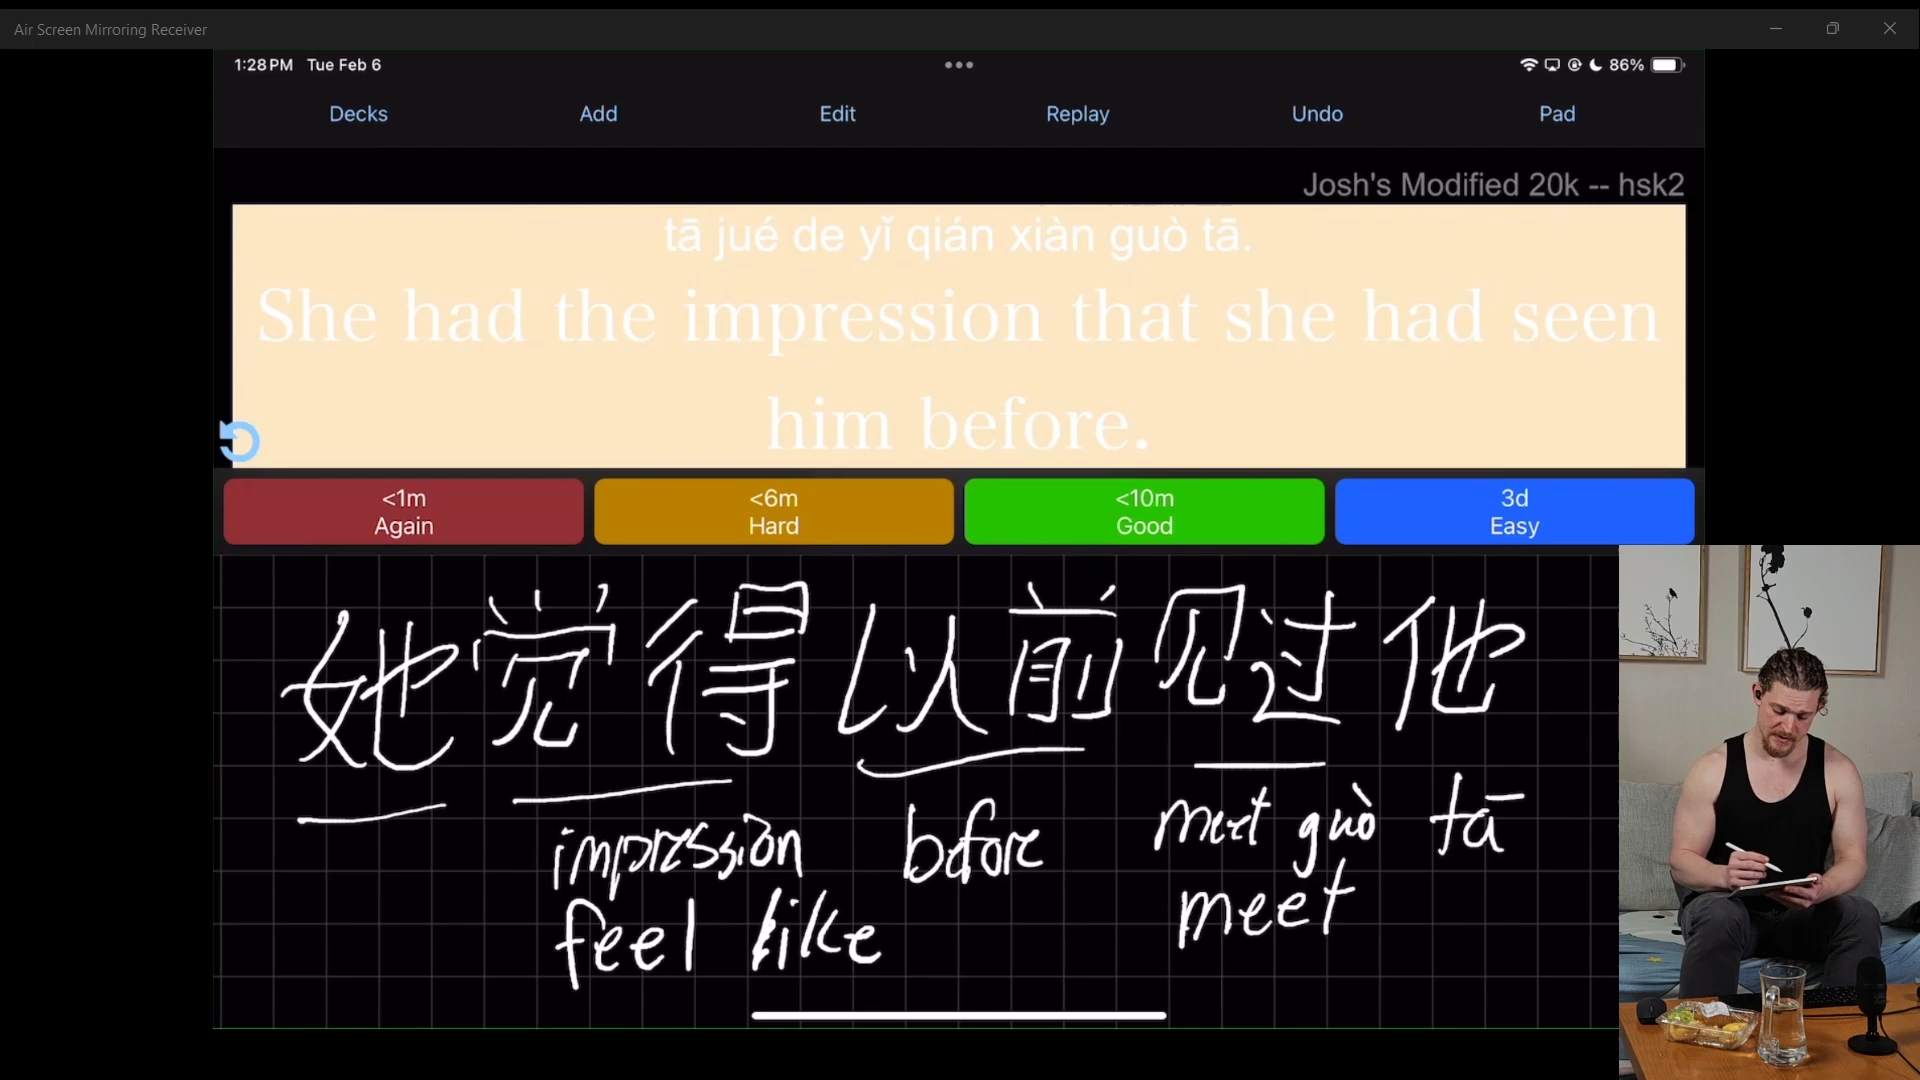 Air Screen Mirroring Receiver
1:28 PM Tue Feb 6
86%
Decks Add Edit Replay Undo Pad
Josh's Modified 20k -- hsk2
tā jué de yǐ qián xiàn guò tā.
She had the impression that she had seen
him before.
<1m <6m <10m 3d
Again Hard Good Easy
她觉得以前见过他
impression before meet guò tā
feel like meet